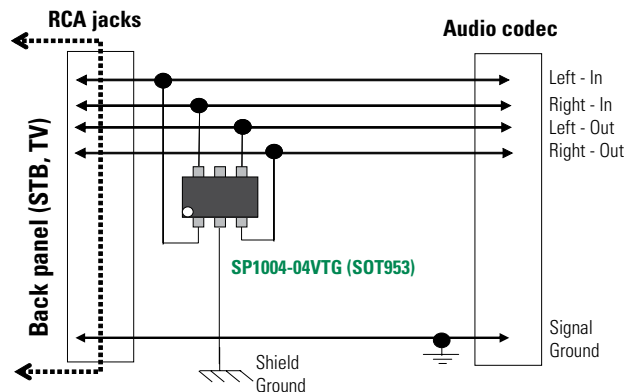 RCA jacks
Audio codec
Back panel (STB, TV)
Left - In
Right - In
Left - Out
Right - Out
SP1004-04VTG (SOT953)
Signal
Ground
Shield
Ground